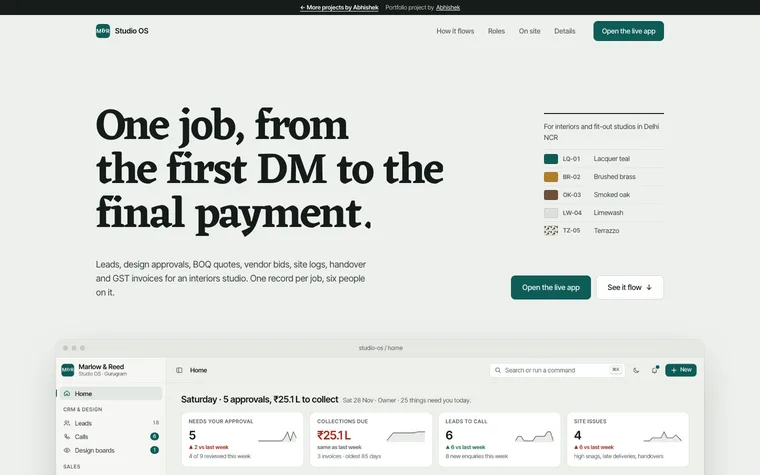 ← More projects by Abhishek Portfolio project by Abhishek
M&R Studio OS How it flows Roles On site Details Open the live app
One job, from
the first DM to the
final payment.
For interiors and fit-out studios in Delhi
NCR
LQ-01 Lacquer teal
BR-02 Brushed brass
OK-03 Smoked oak
LW-04 Limewash
TZ-05 Terrazzo
Leads, design approvals, BOQ quotes, vendor bids, site logs, handover
and GST invoices for an interiors studio. One record per job, six people
on it.
Open the live app See it flow ↓
studio-os / home
M&R Marlow & Reed
Studio OS · Gurugram
Home
Search or run a command ⌘K
+ New
Home
CRM & DESIGN
Leads 18
Calls 6
Design boards 1
SALES
Saturday · 5 approvals, ₹25.1 L to collect Sat 28 Nov · Owner · 25 things need you today.
NEEDS YOUR APPROVAL
5
▲ 2 vs last week
4 of 9 reviewed this week
COLLECTIONS DUE
₹25.1 L
same as last week
3 invoices · oldest 85 days
LEADS TO CALL
6
▲ 6 vs last week
8 new enquiries this week
SITE ISSUES
4
▲ 6 vs last week
high snags, late deliveries, handovers